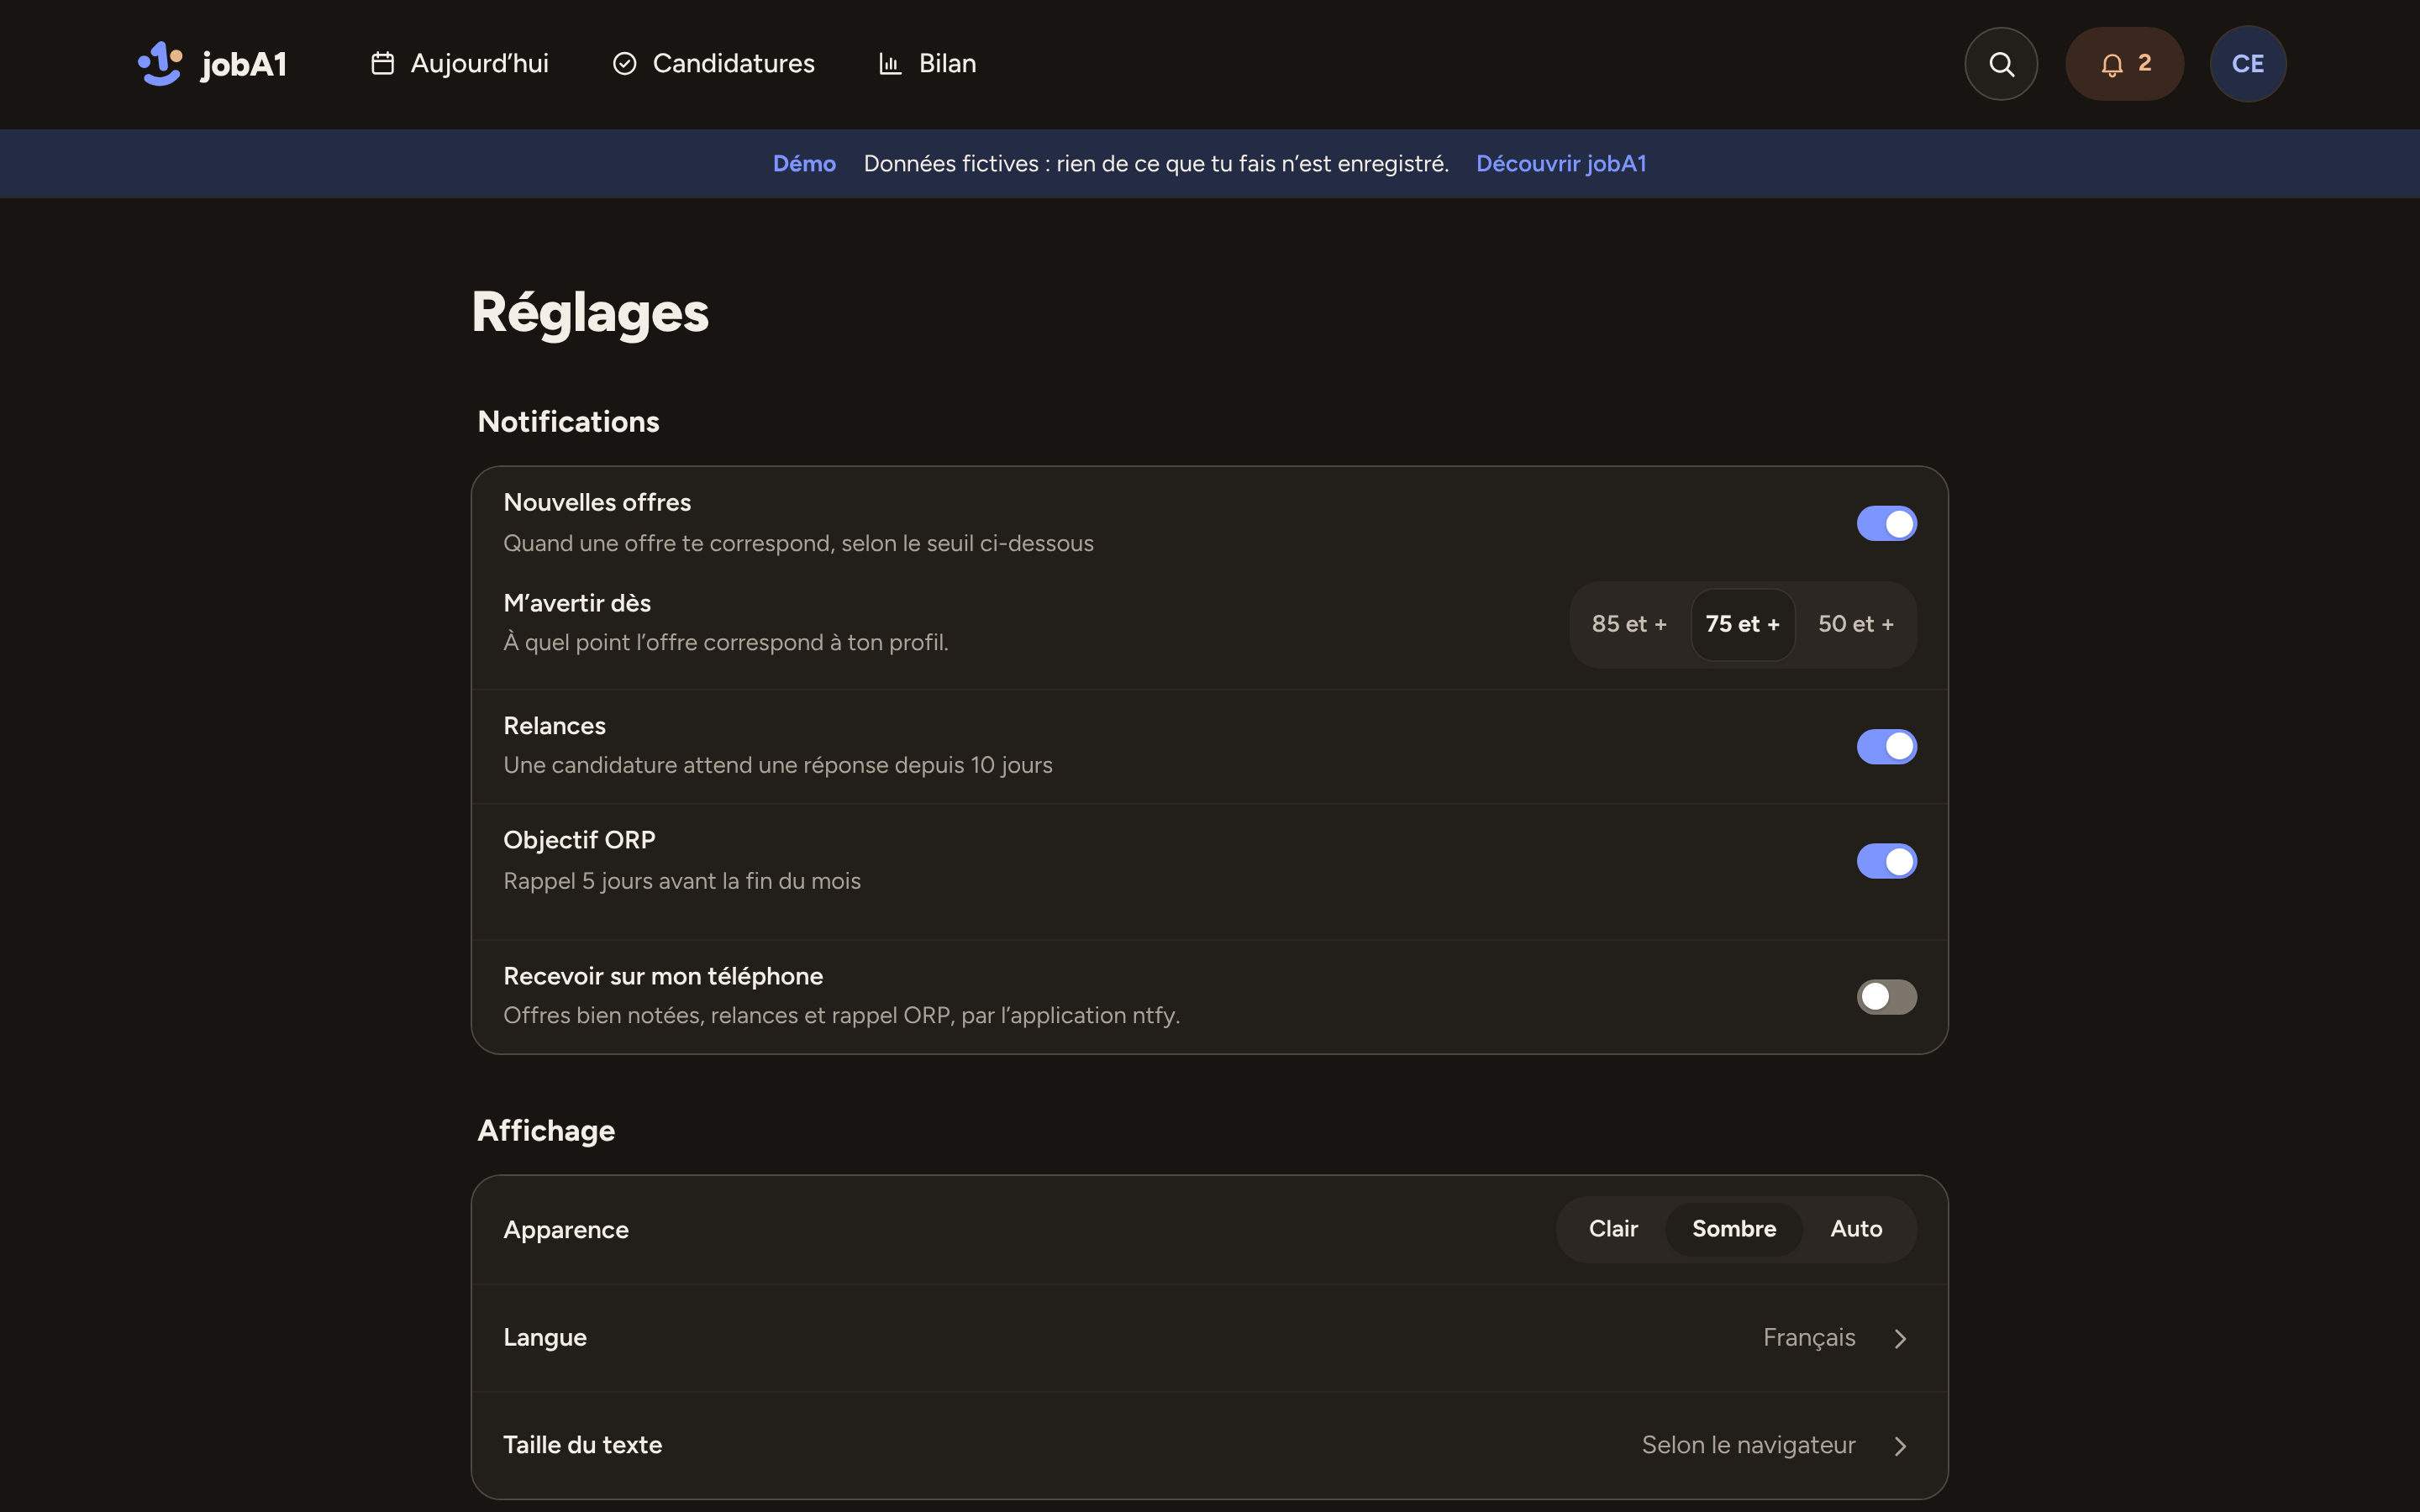 jobA1
Aujourd’hui
Candidatures
Bilan
2
CE
Démo Données fictives : rien de ce que tu fais n’est enregistré. Découvrir jobA1
Réglages
Notifications
Nouvelles offres
Quand une offre te correspond, selon le seuil ci-dessous
M’avertir dès
À quel point l’offre correspond à ton profil.
85 et + 75 et + 50 et +
Relances
Une candidature attend une réponse depuis 10 jours
Objectif ORP
Rappel 5 jours avant la fin du mois
Recevoir sur mon téléphone
Offres bien notées, relances et rappel ORP, par l’application ntfy.
Affichage
Apparence
Clair Sombre Auto
Langue
Français
Taille du texte
Selon le navigateur